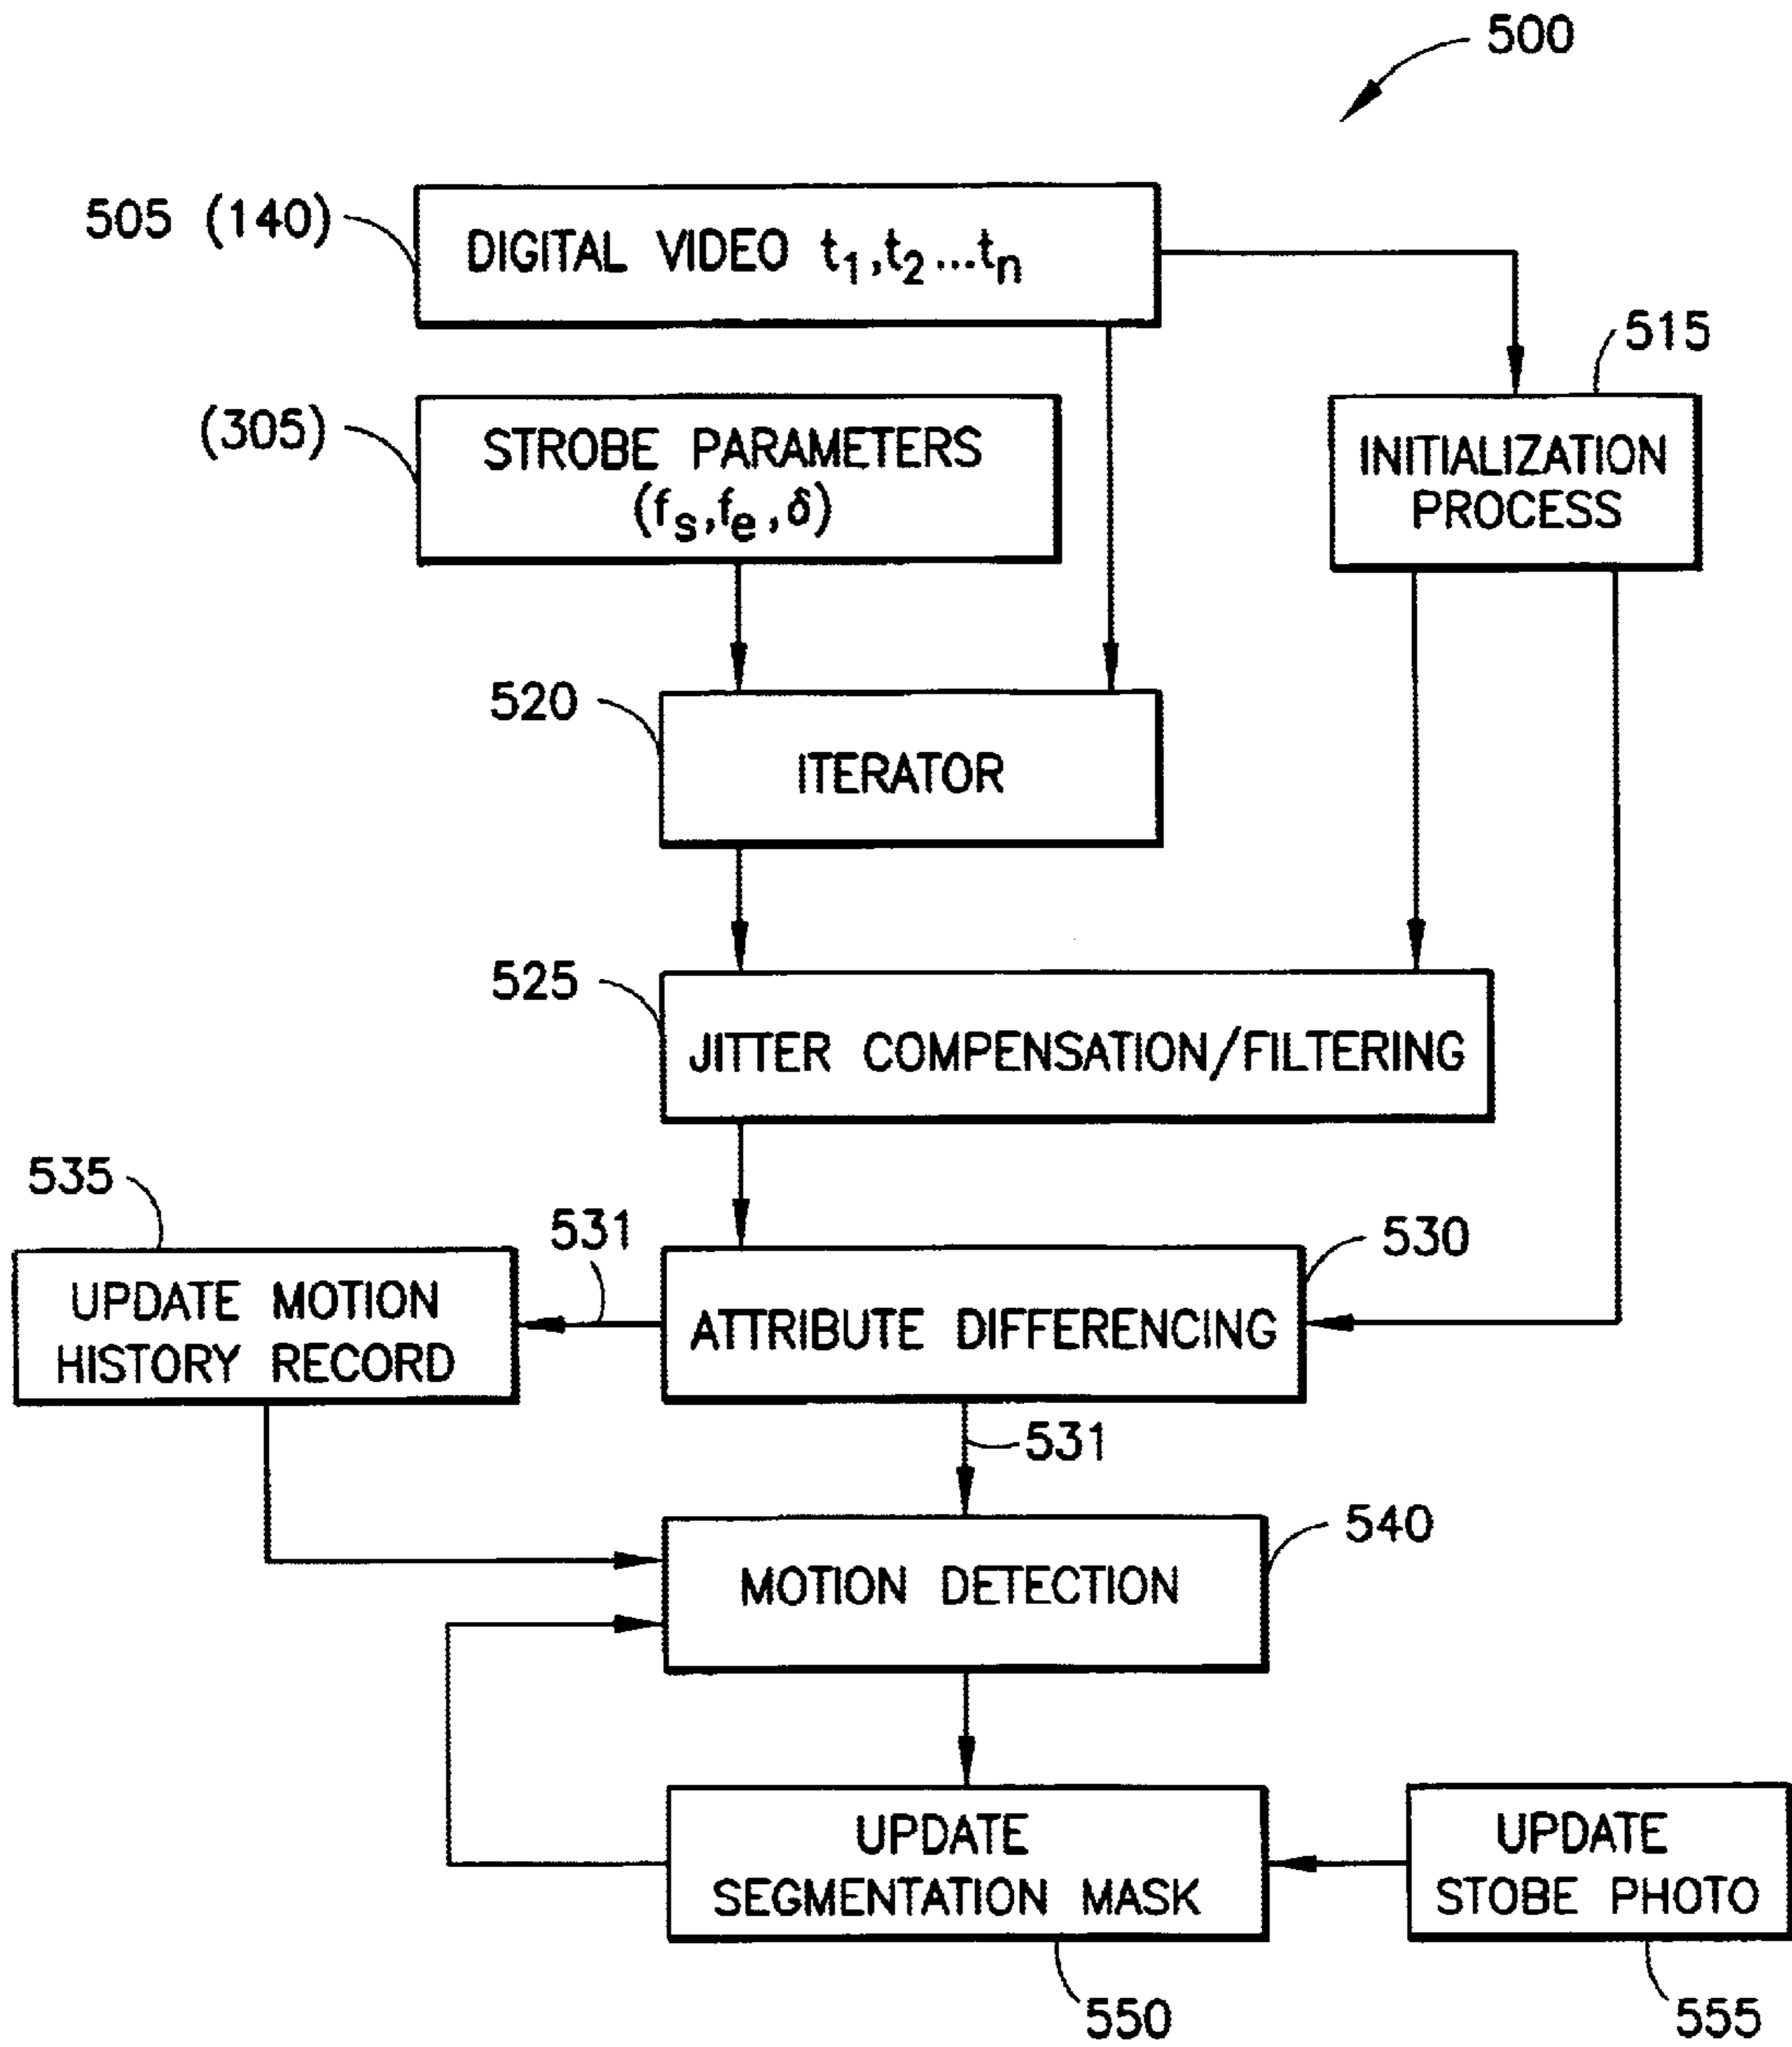 500
505 (140)
DIGITAL VIDEO t₁,t₂...tₙ
515
(305)
STROBE PARAMETERS
(fₛ,fₑ,δ)
INITIALIZATION
PROCESS
520
ITERATOR
525
JITTER COMPENSATION/FILTERING
535
531
530
UPDATE MOTION
HISTORY RECORD
ATTRIBUTE DIFFERENCING
531
540
MOTION DETECTION
UPDATE
SEGMENTATION MASK
UPDATE
STOBE PHOTO
550
555